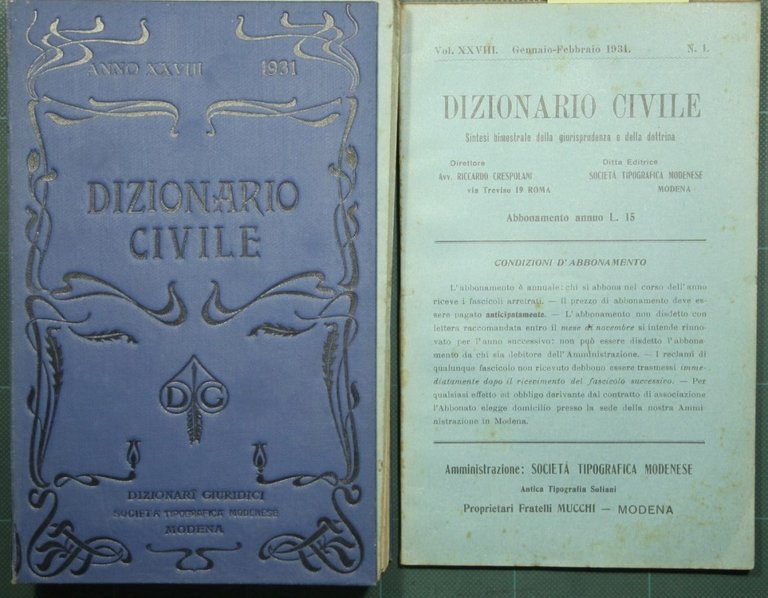 ANNO XXVIII 1931
DIZIONARIO
CIVILE
D G
DIZIONARÎ GIURIDICI
SOCIETÀ TIPOGRAFICA MODENESE
MODENA
Vol. XXVIII. Gennaio-Febbraio 1931. N. 1.
DIZIONARIO CIVILE
Sintesi bimestrale della giurisprudenza e della dottrina
Direttore
Avv. RICCARDO CRESPOLANI
via Treviso 19 ROMA
Ditta Editrice
SOCIETÀ TIPOGRAFICA MODENESE
MODENA
Abbonamento annuo L. 15
CONDIZIONI D'ABBONAMENTO
L'abbonamento è annuale: chi si abbona nel corso dell'anno
riceve i fascicoli arretrati. — Il prezzo di abbonamento deve es-
sere pagato anticipatamente. — L'abbonamento non disdetto con
lettera raccomandata entro il mese di novembre si intende rinno-
vato per l'anno successivo: non può essere disdetto l'abbona-
mento da chi sia debitore dell'Amministrazione. — I reclami di
qualunque fascicolo non ricevuto debbono essere trasmessi imme-
diatamente dopo il ricevimento del fascicolo successivo. — Per
qualsiasi effetto ed obbligo derivante dal contratto di associazione
l'Abbonato elegge domicilio presso la sede della nostra Ammi-
nistrazione in Modena.
Amministrazione: SOCIETÀ TIPOGRAFICA MODENESE
Antica Tipografia Soliani
Proprietari Fratelli MUCCHI — MODENA